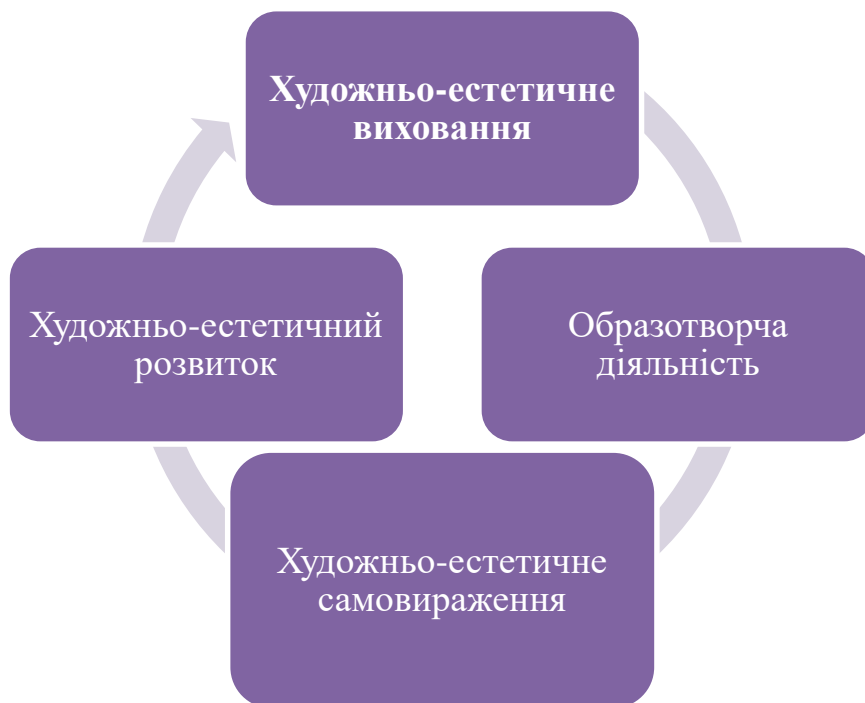 Художньо-естетичне
виховання
Художньо-естетичний
розвиток
Образотворча
діяльність
Художньо-естетичне
самовираження